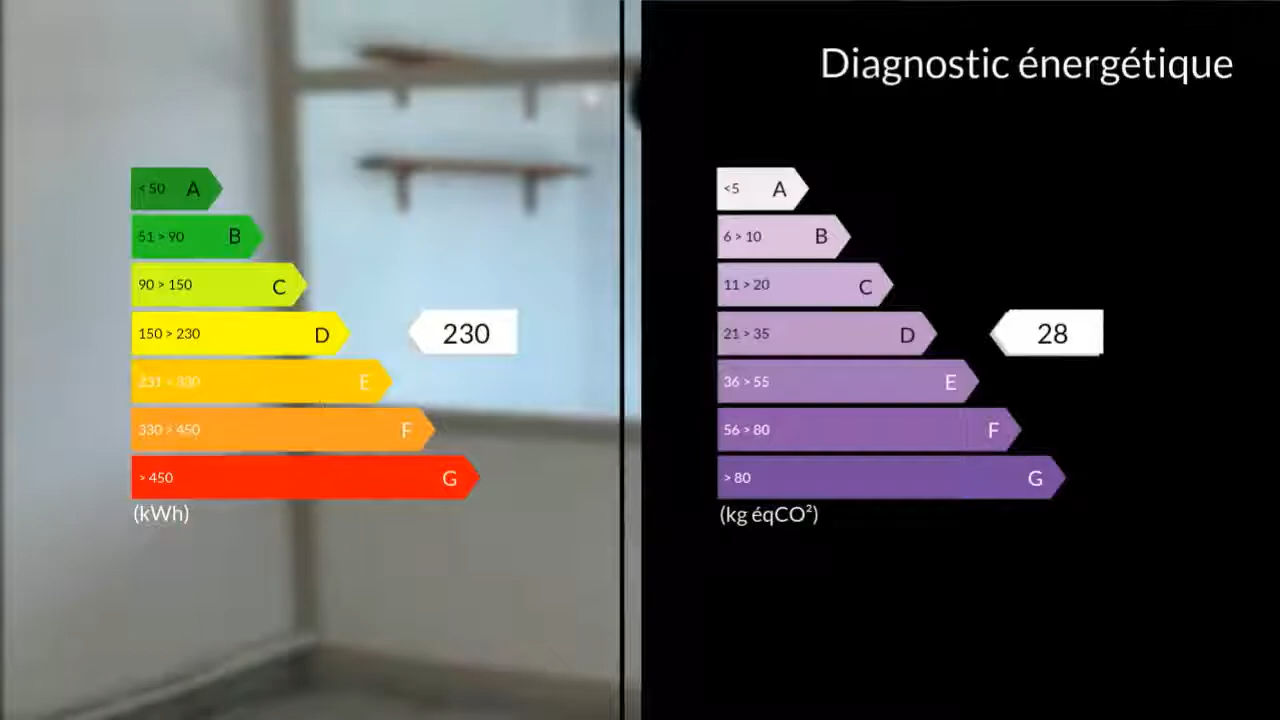 Diagnostic énergétique
< 50 A
51 > 90 B
90 > 150 C
150 > 230 D
230
231 > 330 E
330 > 450 F
> 450 G
(kWh)
<5 A
6 > 10 B
11 > 20 C
21 > 35 D
28
36 > 55 E
56 > 80 F
> 80 G
(kg éqCO²)